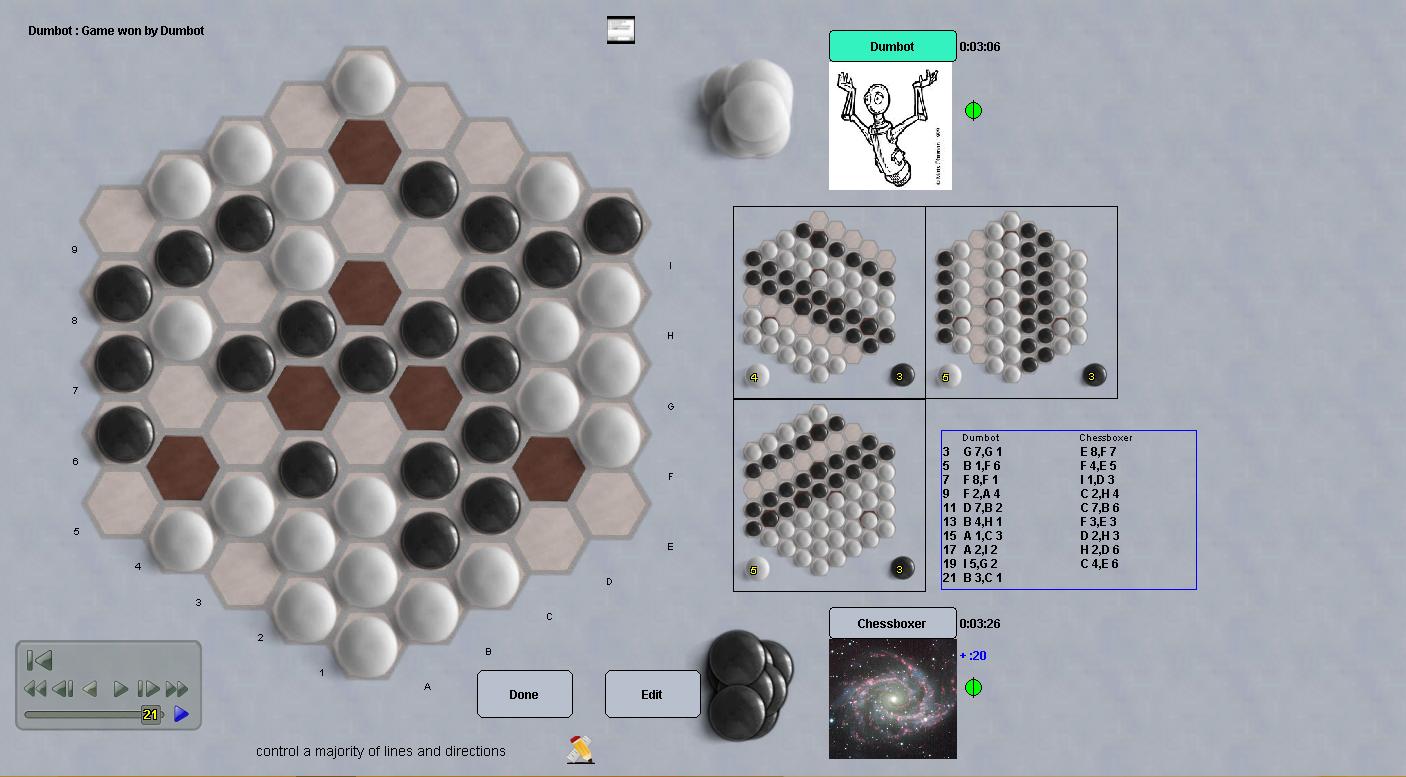 Dumbot : Game won by Dumbot
Dumbot 0:03:06
9
8
7
6
5
4
3
2
1
I
H
G
F
E
D
C
B
A
4 3
5 3
5 3
Dumbot Chessboxer
3 G 7,G 1 E 8,F 7
5 B 1,F 6 F 4,E 5
7 F 8,F 1 I 1,D 3
9 F 2,A 4 C 2,H 4
11 D 7,B 2 C 7,B 6
13 B 4,H 1 F 3,E 3
15 A 1,C 3 D 2,H 3
17 A 2,I 2 H 2,D 6
19 I 5,G 2 C 4,E 6
21 B 3,C 1
Chessboxer 0:03:26
+ :20
Done
Edit
21
control a majority of lines and directions